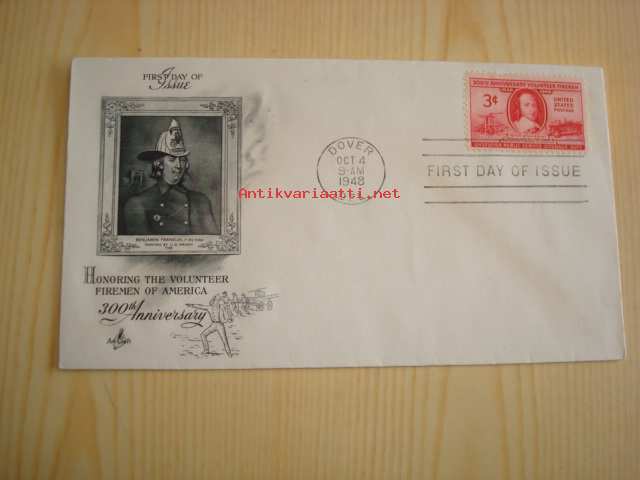 FIRST DAY OF
Issue
BENJAMIN FRANKLIN,
HONORING THE VOLUNTEER
FIREMEN OF AMERICA
300th Anniversary
ArtCraft
DOVER
OCT 4
9-AM
1948
FIRST DAY OF ISSUE
300TH ANNIVERSARY VOLUNTEER FIREMEN
3¢
UNITED
STATES
POSTAGE
Antikvariaatti.net